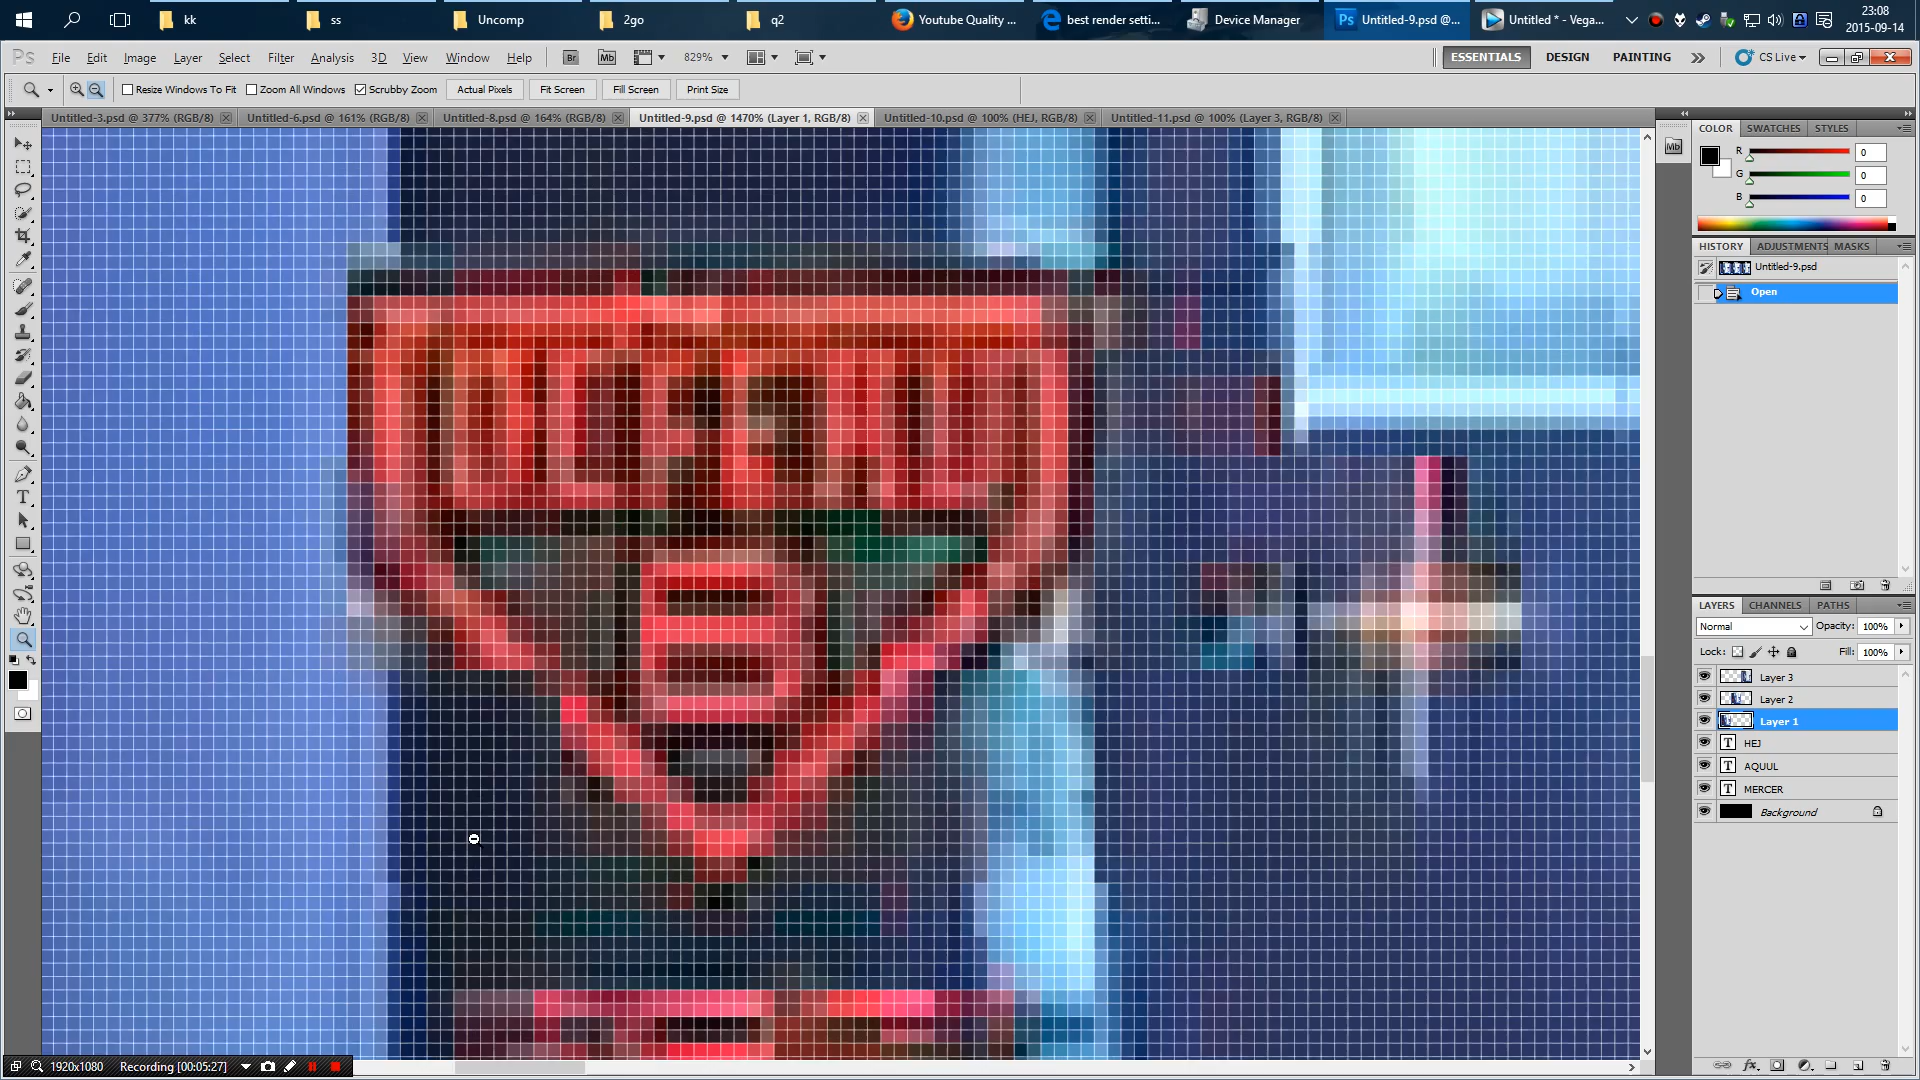 kk
ss
Uncomp
2go
q2
Youtube Quality ...
best render setti...
Device Manager
Untitled-9.psd @...
Untitled * - Vega...
23:08
2015-09-14
Ps
File Edit Image Layer Select Filter Analysis 3D View Window Help
Br
Mb
829%
ESSENTIALS
DESIGN
PAINTING
CS Live
Resize Windows To Fit
Zoom All Windows
Scrubby Zoom
Actual Pixels
Fit Screen
Fill Screen
Print Size
Untitled-3.psd @ 377% (RGB/8)
Untitled-6.psd @ 161% (RGB/8)
Untitled-8.psd @ 164% (RGB/8)
Untitled-9.psd @ 1470% (Layer 1, RGB/8)
Untitled-10.psd @ 100% (HEJ, RGB/8)
Untitled-11.psd @ 100% (Layer 3, RGB/8)
Mb
COLOR SWATCHES STYLES
R 0
G 0
B 0
HISTORY ADJUSTMENTS MASKS
Untitled-9.psd
Open
LAYERS CHANNELS PATHS
Normal
Opacity: 100%
Lock:
Fill: 100%
Layer 3
Layer 2
Layer 1
T HEJ
T AQUUL
T MERCER
Background
1920x1080
Recording [00:05:27]